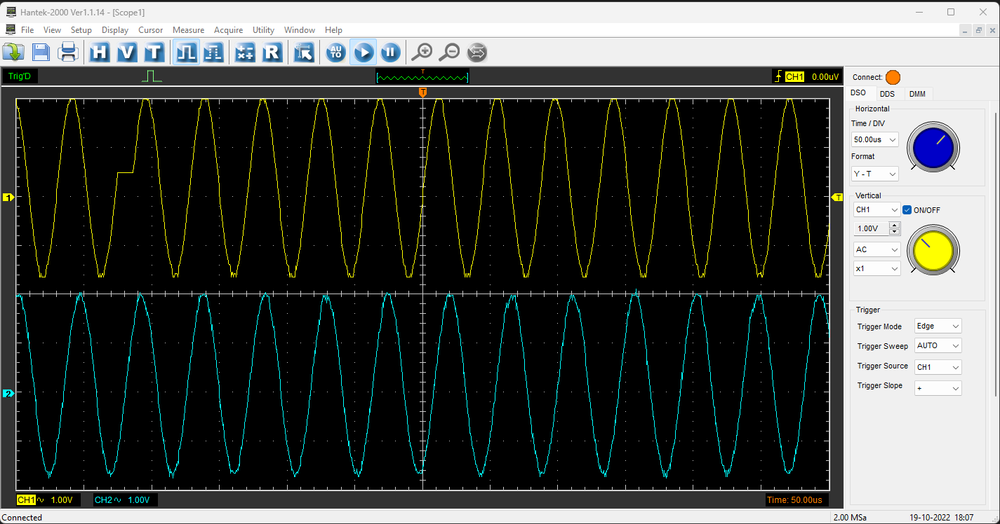 Hantek-2000 Ver1.1.14 - [Scope1]
File View Setup Display Cursor Measure Acquire Utility Window Help
H V T R AUTO
Trig'D T CH1 0.00uV Connect:
T
DSO DDS DMM
Horizontal
Time / DIV
50.00us
Format
Y - T
Vertical
1
T
CH1 ON/OFF
1.00V
AC
x1
Trigger
Trigger Mode Edge
Trigger Sweep AUTO
Trigger Source CH1
Trigger Slope +
2
CH1 1.00V CH2 1.00V Time: 50.00us
Connected 2.00 MSa 19-10-2022 18:07